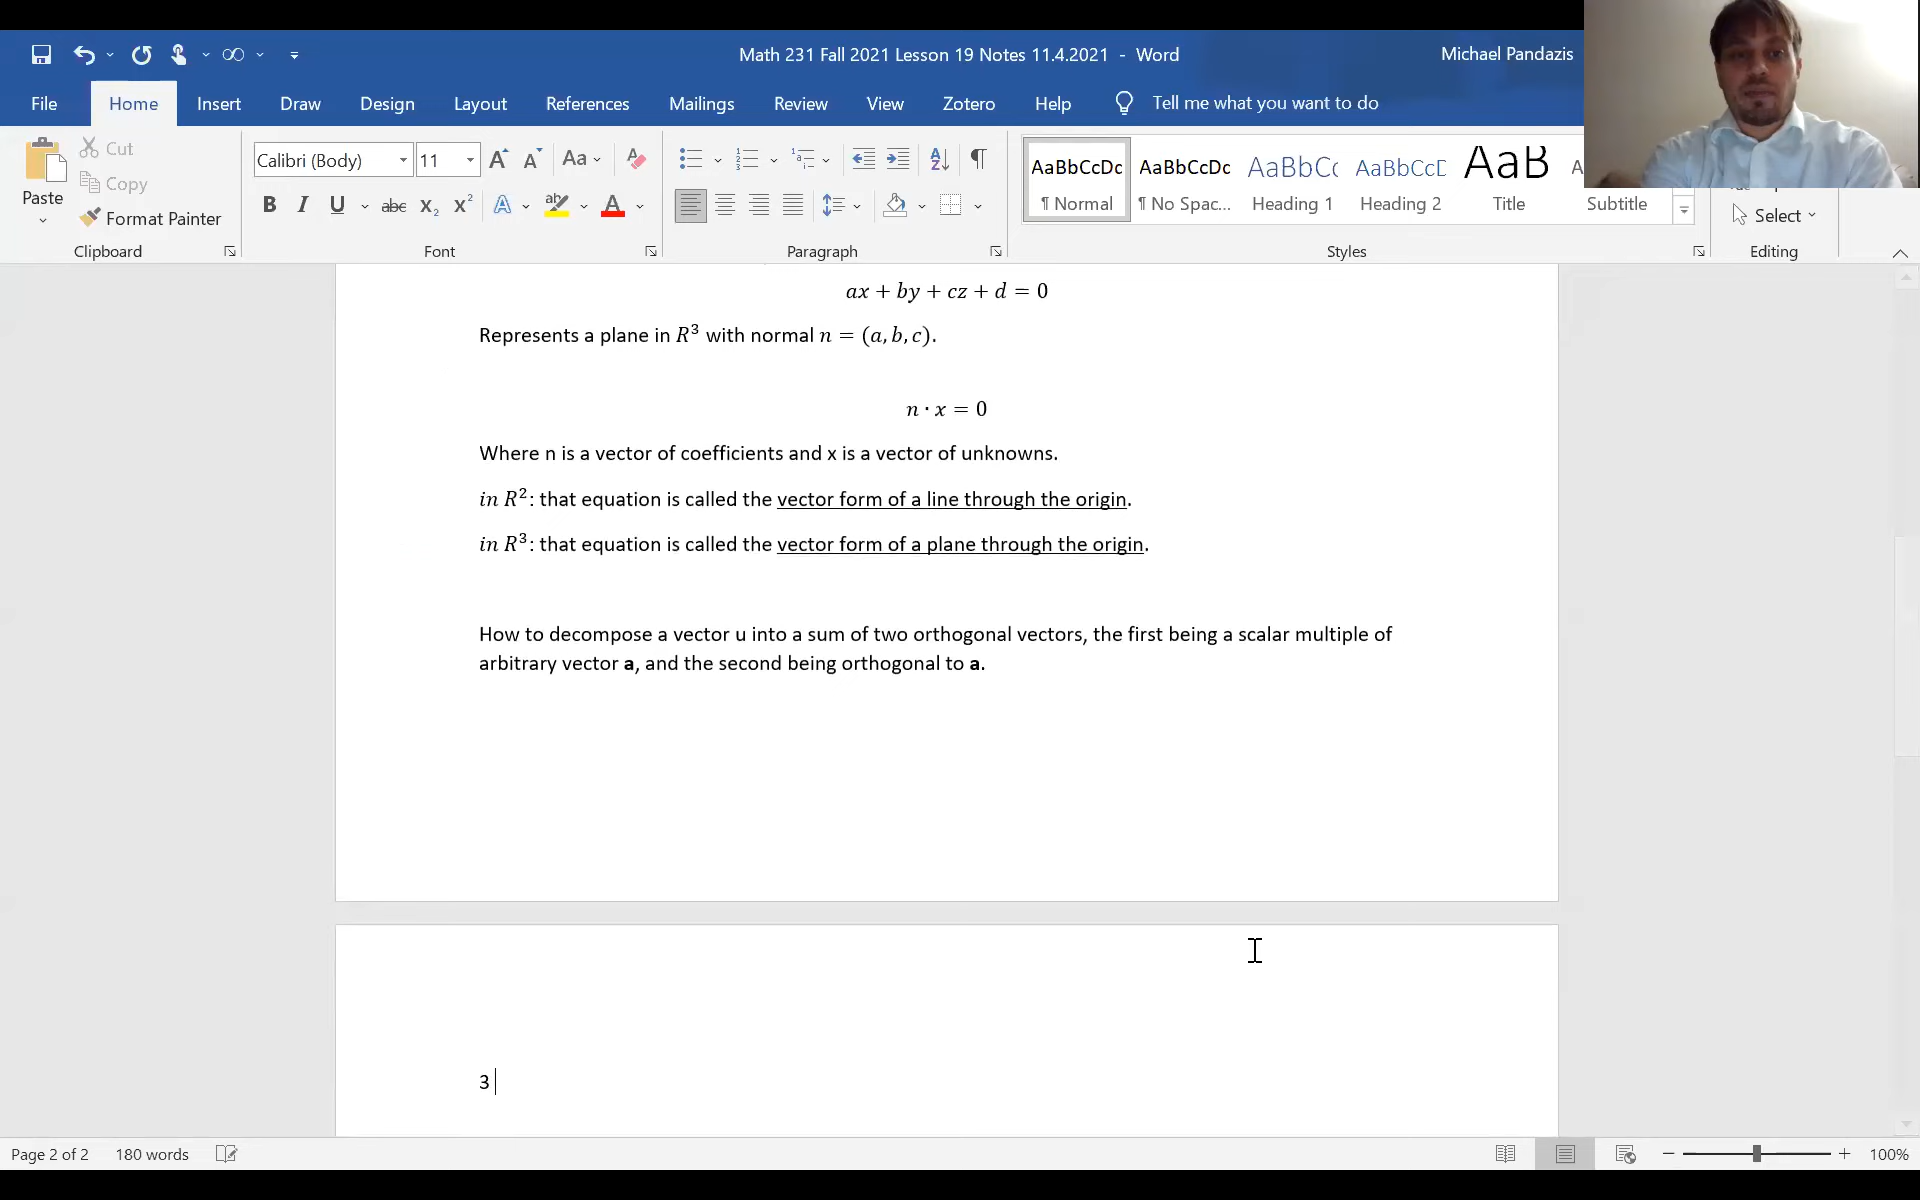 Math 231 Fall 2021 Lesson 19 Notes 11.4.2021 - Word
Michael Pandazis
File Home Insert Draw Design Layout References Mailings Review View Zotero Help Tell me what you want to do
Paste
Cut
Copy
Format Painter
Clipboard
Calibri (Body) 11
Font
Paragraph
AaBbCcDc AaBbCcDc AaBbCc AaBbCcD AaB
¶ Normal ¶ No Spac... Heading 1 Heading 2 Title Subtitle
Styles
Select
Editing
ax + by + cz + d = 0
Represents a plane in R³ with normal n = (a, b, c).
n · x = 0
Where n is a vector of coefficients and x is a vector of unknowns.
in R²: that equation is called the vector form of a line through the origin.
in R³: that equation is called the vector form of a plane through the origin.
How to decompose a vector u into a sum of two orthogonal vectors, the first being a scalar multiple of
arbitrary vector a, and the second being orthogonal to a.
3
Page 2 of 2 180 words 100%